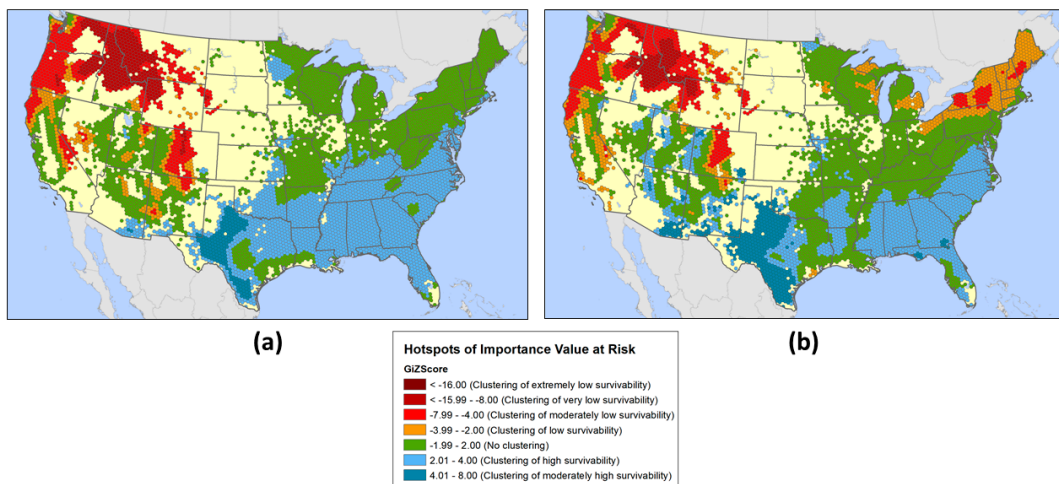 (a)
(b)
Hotspots of Importance Value at Risk
GiZScore
< -16.00 (Clustering of extremely low survivability)
< -15.99 - -8.00 (Clustering of very low survivability)
-7.99 - -4.00 (Clustering of moderately low survivability)
-3.99 - -2.00 (Clustering of low survivability)
-1.99 - 2.00 (No clustering)
2.01 - 4.00 (Clustering of high survivability)
4.01 - 8.00 (Clustering of moderately high survivability)